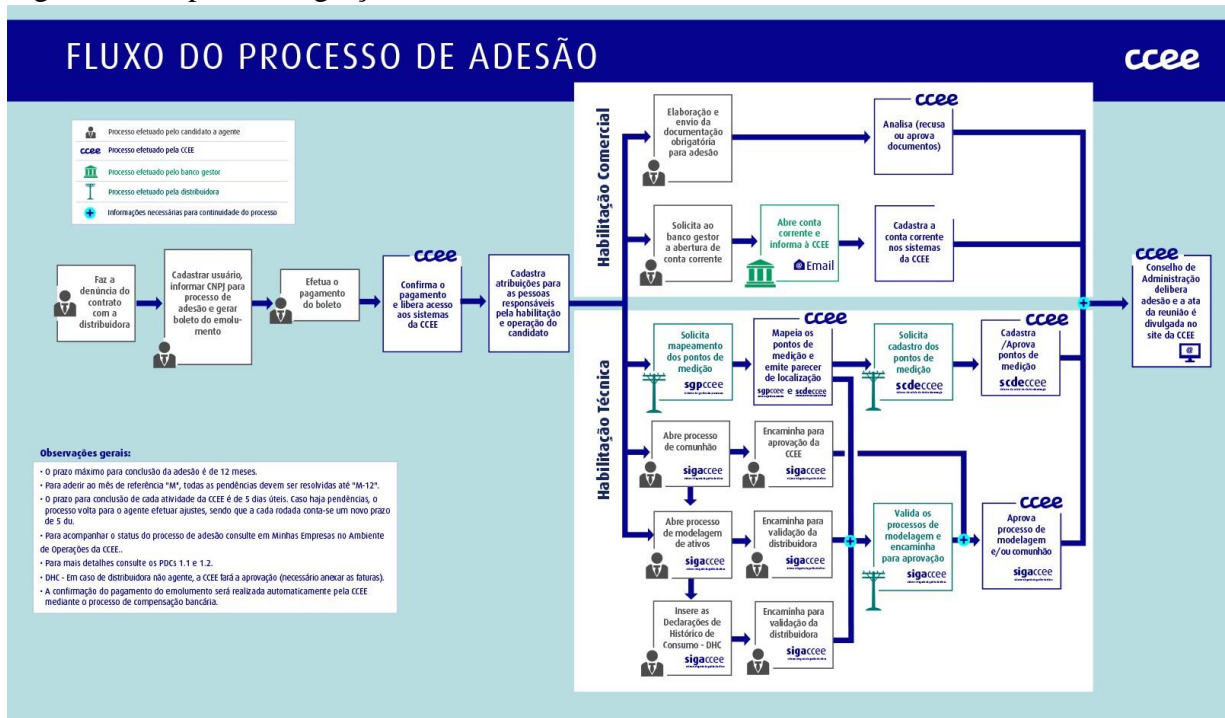 FLUXO DO PROCESSO DE ADESÃO
ccee
Processo efetuado pelo candidato a agente
ccee Processo efetuado pela CCEE
Processo efetuado pelo banco gestor
Processo efetuado pela distribuidora
Informações necessárias para continuidade do processo
Faz a
denúncia do
contrato
com a
distribuidora
Cadastrar usuário,
informar CNPJ para
processo de
adesão e gerar
boleto do emolu-
mento
Efetua o
pagamento
do boleto
ccee
Confirma o
pagamento
e libera acesso
aos sistemas
da CCEE
Cadastra
atribuições para
as pessoas
responsáveis
pela habilitação
e operação do
candidato
Habilitação Comercial
Elaboração e
envio da
documentação
obrigatória
para adesão
ccee
Analisa (recusa
ou aprova
documentos)
Solicita ao
banco gestor
a abertura de
conta corrente
Abre conta
corrente e
informa à CCEE
Email
Cadastra a
conta corrente
nos sistemas
da CCEE
Habilitação Técnica
Solicita
mapeamento
dos pontos de
medição
sgpccee
ccee
Mapeia os
pontos de
medição e
emite parecer
de localização
sgpccee e scdeccee
Solicita
cadastro dos
pontos de
medição
scdeccee
ccee
Cadastra
/Aprova
pontos de
medição
scdeccee
Abre processo
de comunhão
sigaccee
Encaminha para
aprovação da
CCEE
sigaccee
Abre processo
de modelagem
de ativos
sigaccee
Encaminha para
validação da
distribuidora
sigaccee
Valida os
processos de
modelagem e
encaminha
para aprovação
sigaccee
ccee
Aprova
processo de
modelagem
e/ou comunhão
sigaccee
Insere as
Declarações de
Histórico de
Consumo - DHC
sigaccee
Encaminha para
validação da
distribuidora
sigaccee
ccee
Conselho de
Administração
delibera
adesão e a ata
da reunião é
divulgada no
site da CCEE
Observações gerais:
• O prazo máximo para conclusão da adesão é de 12 meses.
• Para aderir ao mês de referência "M", todas as pendências devem ser resolvidas até "M-12".
• O prazo para conclusão de cada atividade da CCEE é de 5 dias úteis. Caso haja pendências, o
processo volta para o agente efetuar ajustes, sendo que a cada rodada conta-se um novo prazo
de 5 du.
• Para acompanhar o status do processo de adesão consulte em Minhas Empresas no Ambiente
de Operações da CCEE..
• Para mais detalhes consulte os PDCs 1.1 e 1.2.
• DHC - Em caso de distribuidora não agente, a CCEE fará a aprovação (necessário anexar as faturas).
• A confirmação do pagamento do emolumento será realizada automaticamente pela CCEE
mediante o processo de compensação bancária.